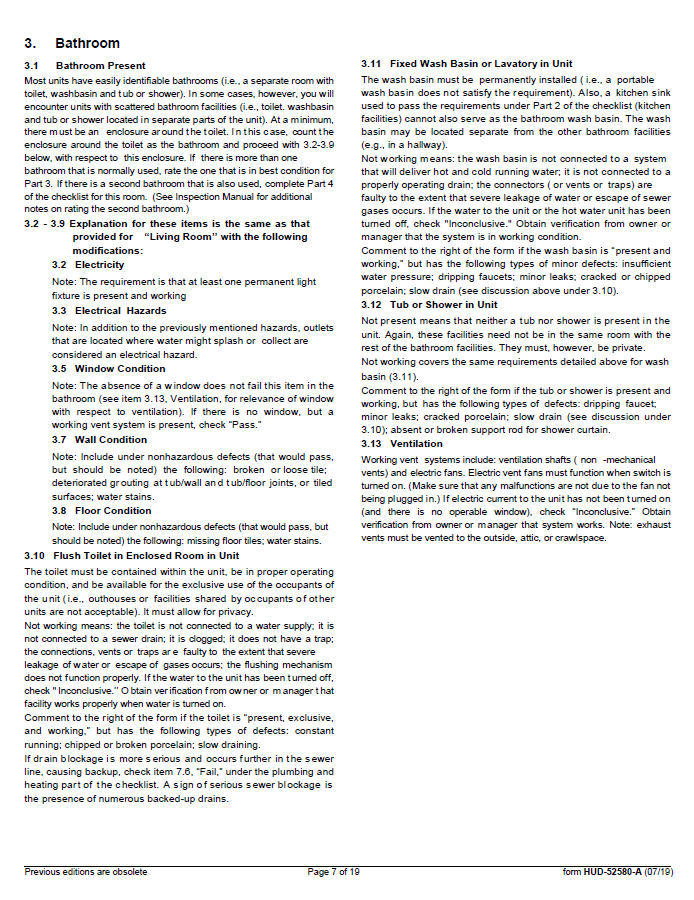 3. Bathroom
3.1 Bathroom Present
Most units have easily identifiable bathrooms (i.e., a separate room with
toilet, washbasin and tub or shower). In some cases, however, you will
encounter units with scattered bathroom facilities (i.e., toilet. washbasin
and tub or shower located in separate parts of the unit). At a minimum,
there must be an enclosure around the toilet. In this case, count the
enclosure around the toilet as the bathroom and proceed with 3.2-3.9
below, with respect to this enclosure. If there is more than one
bathroom that is normally used, rate the one that is in best condition for
Part 3. If there is a second bathroom that is also used, complete Part 4
of the checklist for this room. (See Inspection Manual for additional
notes on rating the second bathroom.)
3.2 - 3.9 Explanation for these items is the same as that
provided for “Living Room” with the following
modifications:
3.2 Electricity
Note: The requirement is that at least one permanent light
fixture is present and working
3.3 Electrical Hazards
Note: In addition to the previously mentioned hazards, outlets
that are located where water might splash or collect are
considered an electrical hazard.
3.5 Window Condition
Note: The absence of a window does not fail this item in the
bathroom (see item 3.13, Ventilation, for relevance of window
with respect to ventilation). If there is no window, but a
working vent system is present, check “Pass.”
3.7 Wall Condition
Note: Include under nonhazardous defects (that would pass,
but should be noted) the following: broken or loose tile;
deteriorated grouting at tub/wall and tub/floor joints, or tiled
surfaces; water stains.
3.8 Floor Condition
Note: Include under nonhazardous defects (that would pass, but
should be noted) the following: missing floor tiles; water stains.
3.10 Flush Toilet in Enclosed Room in Unit
The toilet must be contained within the unit, be in proper operating
condition, and be available for the exclusive use of the occupants of
the unit (i.e., outhouses or facilities shared by occupants of other
units are not acceptable). It must allow for privacy.
Not working means: the toilet is not connected to a water supply; it is
not connected to a sewer drain; it is clogged; it does not have a trap;
the connections, vents or traps are faulty to the extent that severe
leakage of water or escape of gases occurs; the flushing mechanism
does not function properly. If the water to the unit has been turned off,
check "Inconclusive.” Obtain verification from owner or manager that
facility works properly when water is turned on.
Comment to the right of the form if the toilet is “present, exclusive,
and working,” but has the following types of defects: constant
running; chipped or broken porcelain; slow draining.
If drain blockage is more serious and occurs further in the sewer
line, causing backup, check item 7.6, “Fail,” under the plumbing and
heating part of the checklist. A sign of serious sewer blockage is
the presence of numerous backed-up drains.
3.11 Fixed Wash Basin or Lavatory in Unit
The wash basin must be permanently installed (i.e., a portable
wash basin does not satisfy the requirement). Also, a kitchen sink
used to pass the requirements under Part 2 of the checklist (kitchen
facilities) cannot also serve as the bathroom wash basin. The wash
basin may be located separate from the other bathroom facilities
(e.g., in a hallway).
Not working means: the wash basin is not connected to a system
that will deliver hot and cold running water; it is not connected to a
properly operating drain; the connectors (or vents or traps) are
faulty to the extent that severe leakage of water or escape of sewer
gases occurs. If the water to the unit or the hot water unit has been
turned off, check "Inconclusive." Obtain verification from owner or
manager that the system is in working condition.
Comment to the right of the form if the wash basin is “present and
working,” but has the following types of minor defects: insufficient
water pressure; dripping faucets; minor leaks; cracked or chipped
porcelain; slow drain (see discussion above under 3.10).
3.12 Tub or Shower in Unit
Not present means that neither a tub nor shower is present in the
unit. Again, these facilities need not be in the same room with the
rest of the bathroom facilities. They must, however, be private.
Not working covers the same requirements detailed above for wash
basin (3.11).
Comment to the right of the form if the tub or shower is present and
working, but has the following types of defects: dripping faucet;
minor leaks; cracked porcelain; slow drain (see discussion under
3.10); absent or broken support rod for shower curtain.
3.13 Ventilation
Working vent systems include: ventilation shafts (non -mechanical
vents) and electric fans. Electric vent fans must function when switch is
turned on. (Make sure that any malfunctions are not due to the fan not
being plugged in.) If electric current to the unit has not been turned on
(and there is no operable window), check “Inconclusive.” Obtain
verification from owner or manager that system works. Note: exhaust
vents must be vented to the outside, attic, or crawlspace.
Previous editions are obsolete
Page 7 of 19
form HUD-52580-A (07/19)